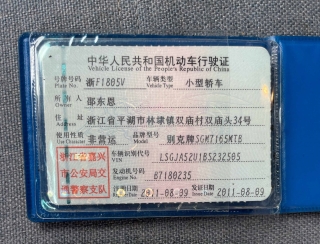 中华人民共和国机动车行驶证
Vehicle License of the People's Republic of China
号牌号码 浙F1805V 车辆类型 小型轿车
Plate No. Vehicle Type
所有人 邵东恩
Owner
住址 浙江省平湖市林埭镇双庙村双庙头34号
Address
使用性质 非营运 品牌型号 别克牌SGM7165MTB
Use Character Model
浙江省嘉兴
市公安局交
通警察支队
车辆识别代号 LSGJA52U1BS232505
VIN
发动机号码 B7180235
Engine No.
注册日期 2011-08-09 发证日期 2011-08-09